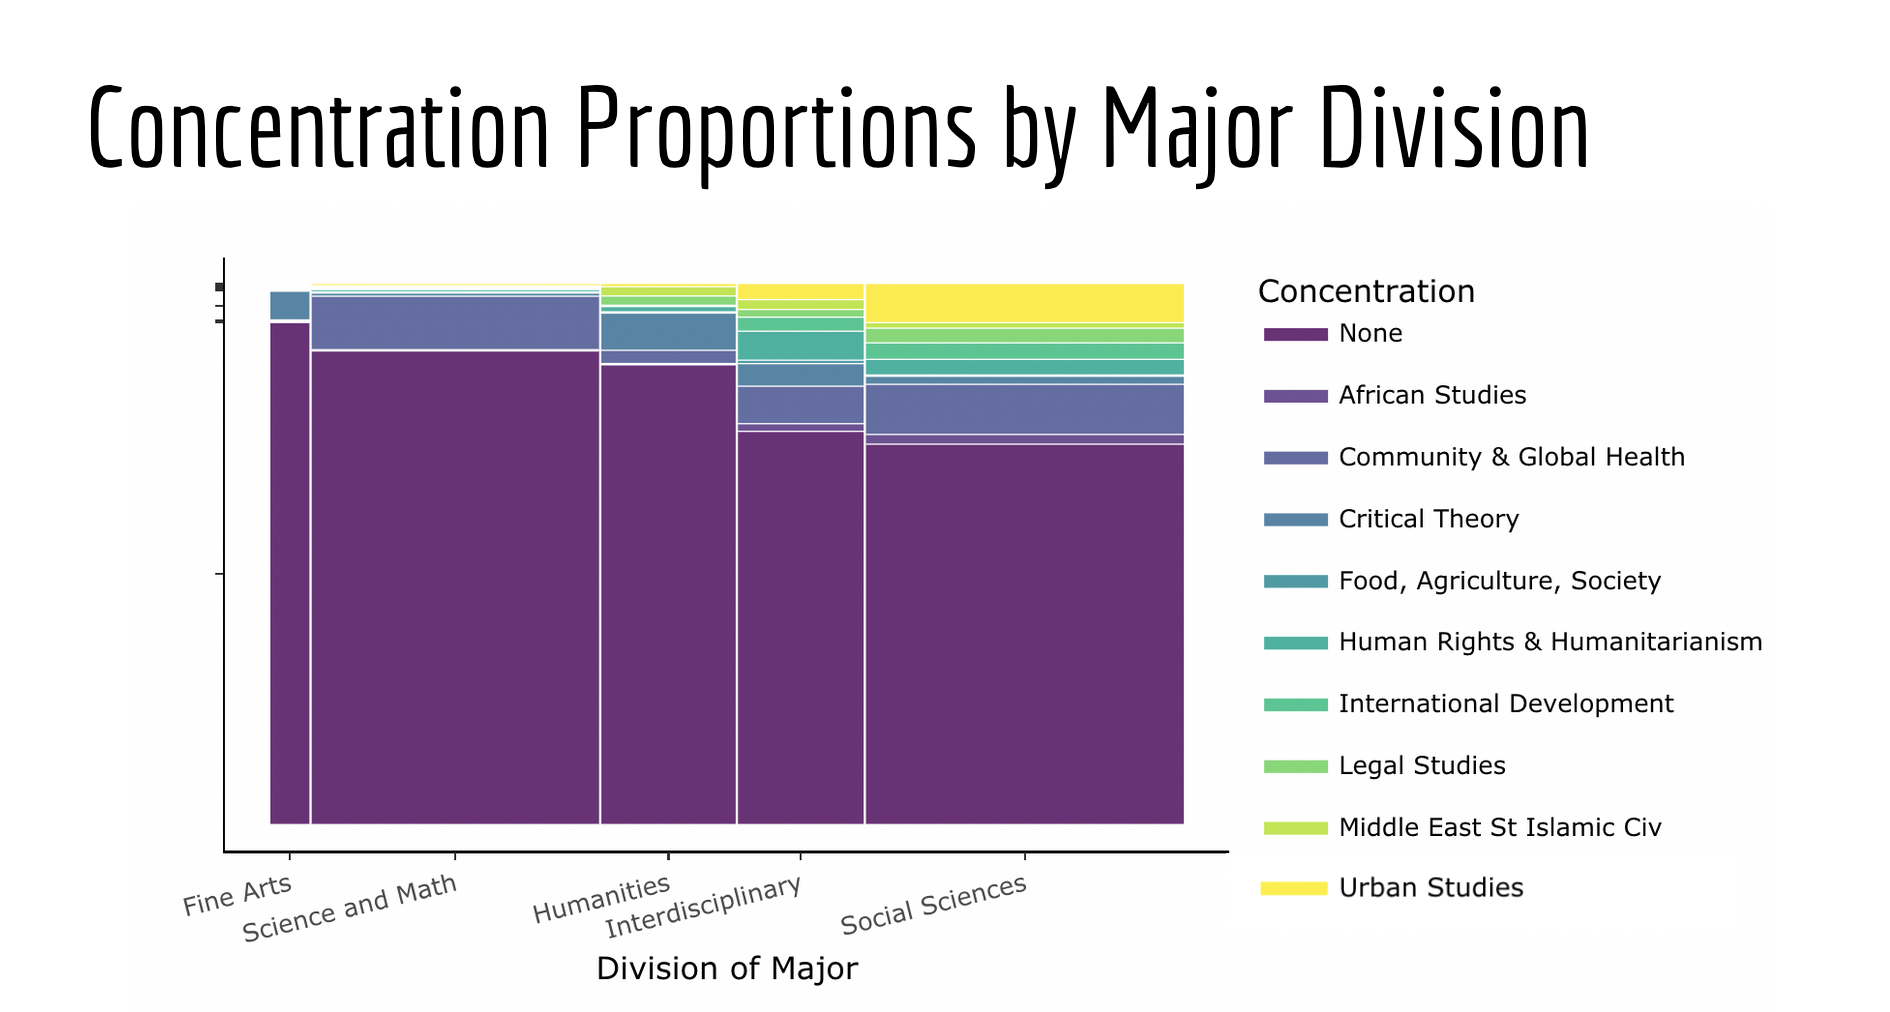 Concentration Proportions by Major Division
Concentration
None
African Studies
Community & Global Health
Critical Theory
Food, Agriculture, Society
Human Rights & Humanitarianism
International Development
Legal Studies
Middle East St Islamic Civ
Urban Studies
Fine Arts
Science and Math
Humanities
Interdisciplinary
Social Sciences
Division of Major